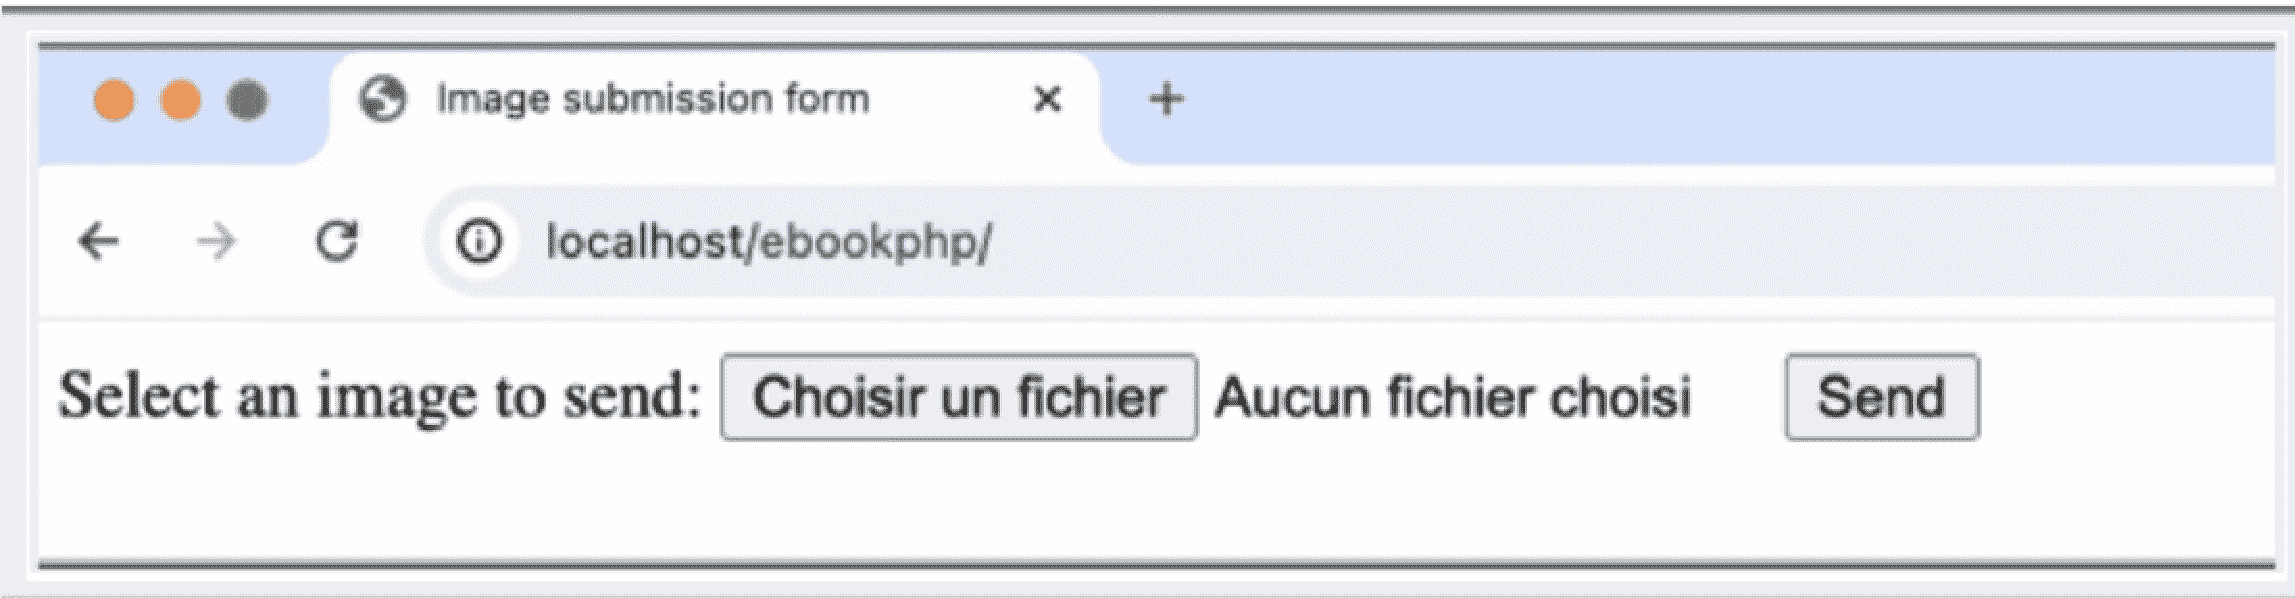 Image submission form
localhost/ebookphp/
Select an image to send: Choisir un fichier Aucun fichier choisi Send